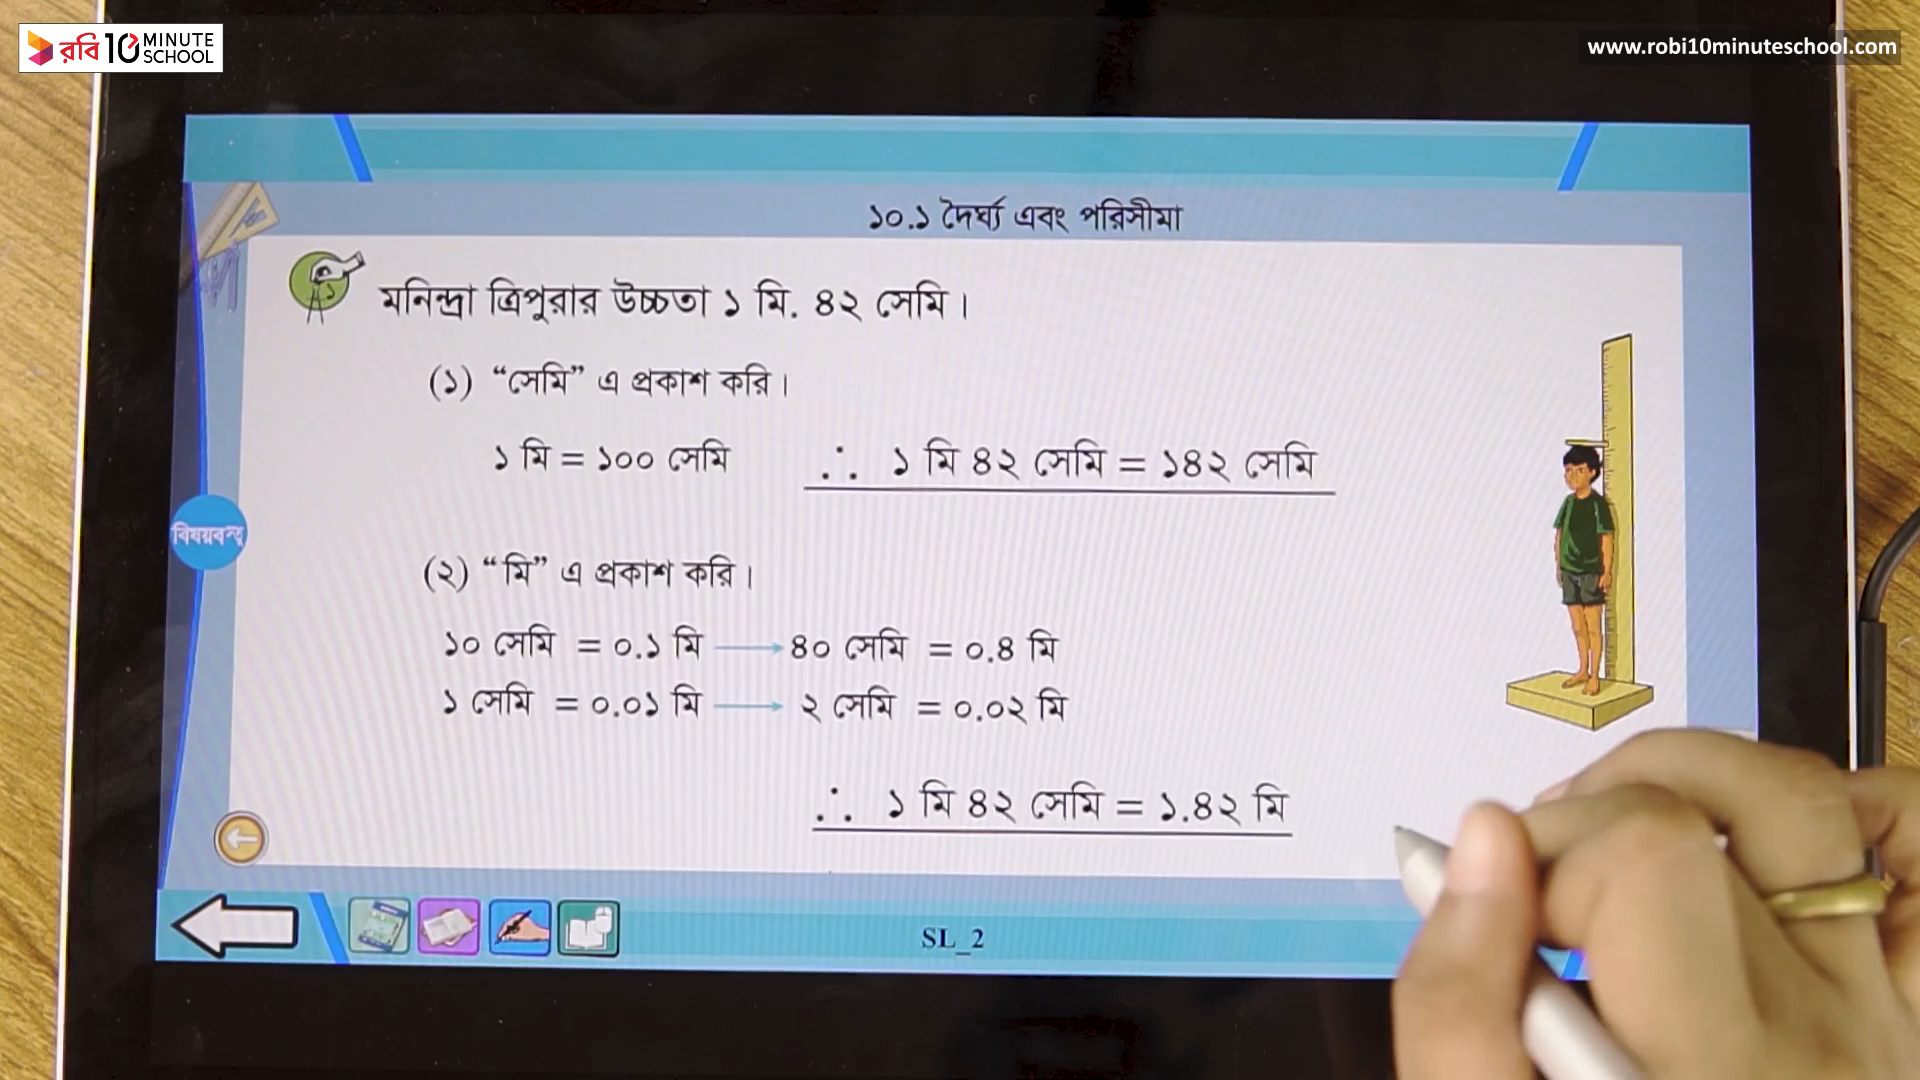 রবি 10 MINUTE SCHOOL
www.robi10minuteschool.com
১০.১ দৈর্ঘ্য এবং পরিসীমা
১
মনিন্দ্রা ত্রিপুরার উচ্চতা ১ মি. ৪২ সেমি।
(১) “সেমি” এ প্রকাশ করি।
১ মি = ১০০ সেমি ∴ ১ মি ৪২ সেমি = ১৪২ সেমি
বিষয়বস্তু
(২) “মি” এ প্রকাশ করি।
১০ সেমি = ০.১ মি → ৪০ সেমি = ০.৪ মি
১ সেমি = ০.০১ মি → ২ সেমি = ০.০২ মি
∴ ১ মি ৪২ সেমি = ১.৪২ মি
SL_2